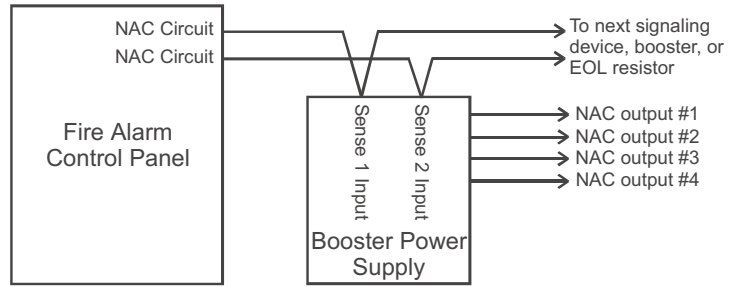 NAC Circuit
NAC Circuit
Fire Alarm
Control Panel
To next signaling
device, booster, or
EOL resistor
Sense 1 Input
Sense 2 Input
NAC output #1
NAC output #2
NAC output #3
NAC output #4
Booster Power
Supply